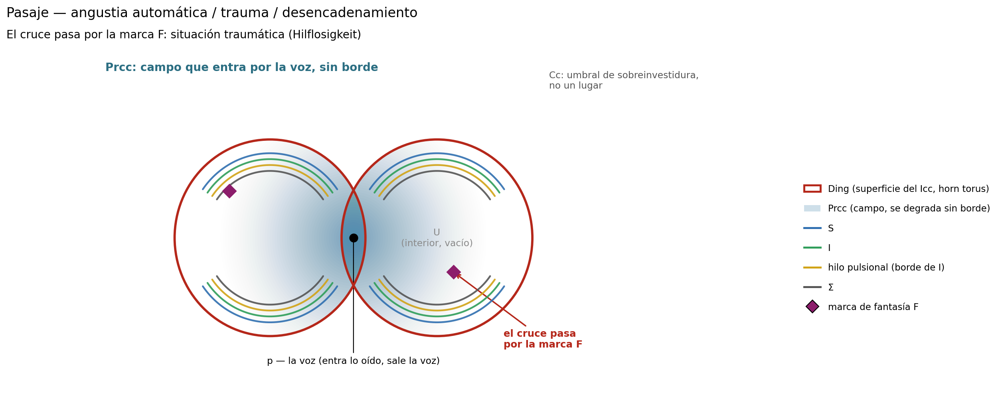 Pasaje — angustia automática / trauma / desencadenamiento
El cruce pasa por la marca F: situación traumática (Hilflosigkeit)
Prcc: campo que entra por la voz, sin borde
Cc: umbral de sobreinvestidura,
no un lugar
U
(interior, vacío)
el cruce pasa
por la marca F
p — la voz (entra lo oído, sale la voz)
Ding (superficie del Icc, horn torus)
Prcc (campo, se degrada sin borde)
S
I
hilo pulsional (borde de I)
Σ
marca de fantasía F